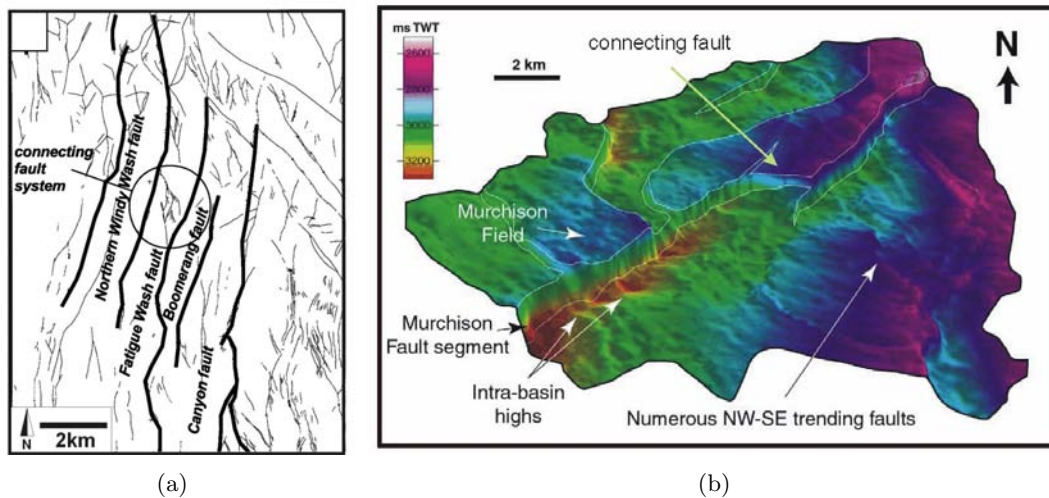 connecting
fault
system
Northern Windy Wash fault
Fatigue Wash fault
Boomerang fault
Canyon fault
N
2km
(a)
ms TWT
2600
2800
3000
3200
2 km
connecting fault
N
Murchison
Field
Murchison
Fault segment
Intra-basin
highs
Numerous NW-SE trending faults
(b)